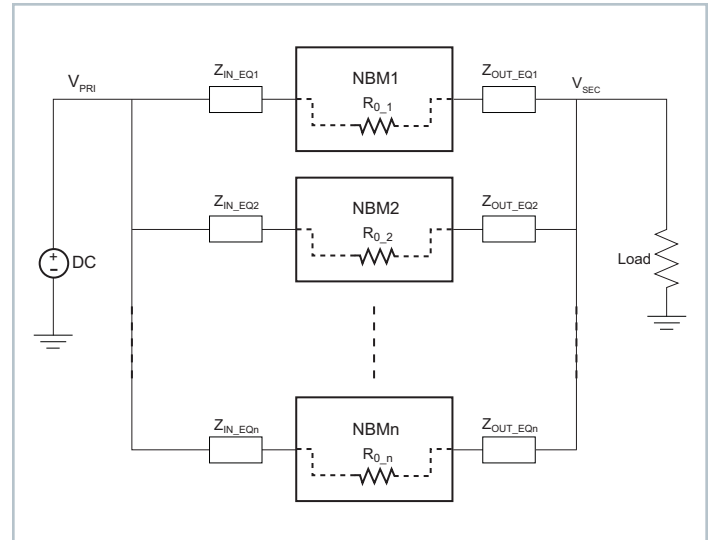 Z_IN_EQ1 NBM1 Z_OUT_EQ1
V_PRI R_0_1 V_SEC
Z_IN_EQ2 NBM2 Z_OUT_EQ2
R_0_2
+
- DC Load
Z_IN_EQn NBMn Z_OUT_EQn
R_0_n